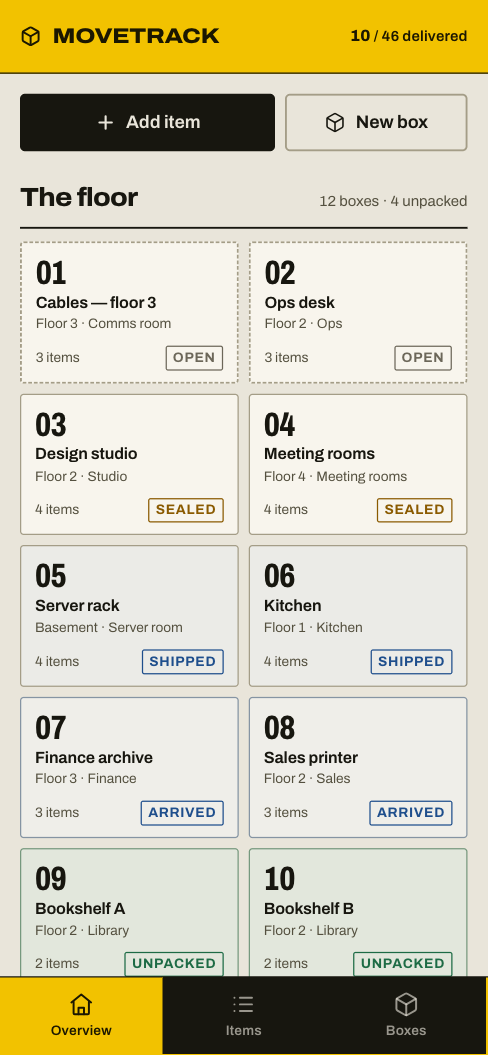 MOVETRACK
10 / 46 delivered
Add item
New box
The floor
12 boxes · 4 unpacked
01
Cables — floor 3
Floor 3 · Comms room
3 items
OPEN
02
Ops desk
Floor 2 · Ops
3 items
OPEN
03
Design studio
Floor 2 · Studio
4 items
SEALED
04
Meeting rooms
Floor 4 · Meeting rooms
4 items
SEALED
05
Server rack
Basement · Server room
4 items
SHIPPED
06
Kitchen
Floor 1 · Kitchen
4 items
SHIPPED
07
Finance archive
Floor 3 · Finance
3 items
ARRIVED
08
Sales printer
Floor 2 · Sales
3 items
ARRIVED
09
Bookshelf A
Floor 2 · Library
2 items
UNPACKED
10
Bookshelf B
Floor 2 · Library
2 items
UNPACKED
Overview
Items
Boxes